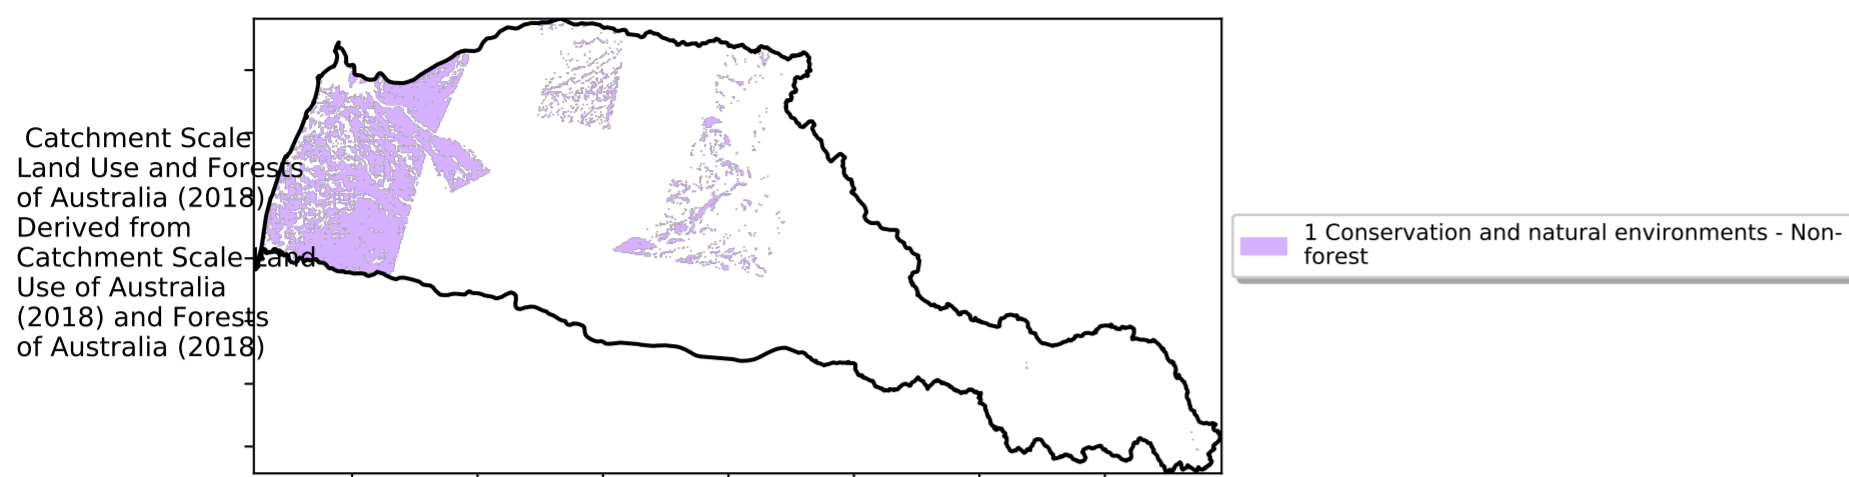 Catchment Scale
Land Use and Forests
of Australia (2018)
Derived from
Catchment Scale Land
Use of Australia
(2018) and Forests
of Australia (2018)
1 Conservation and natural environments - Non-
forest